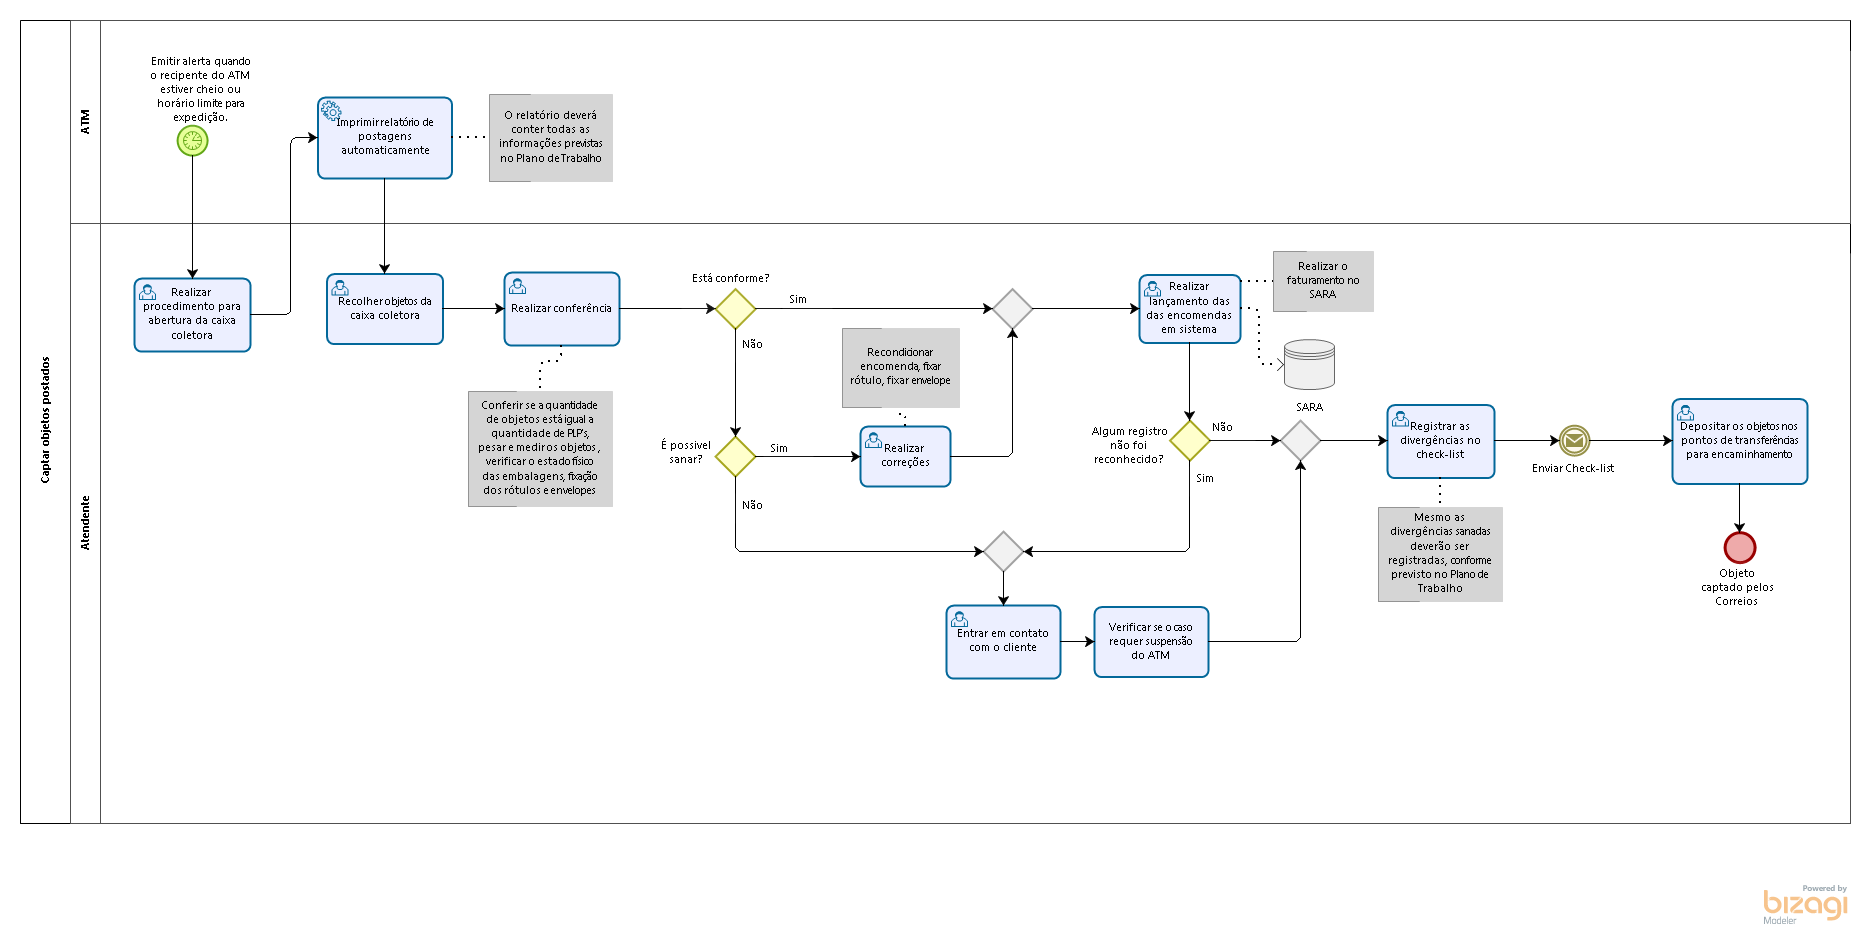 Captar objetos postados
ATM
Emitir alerta quando
o recipente do ATM
estiver cheio ou
horário limite para
expedição.
Imprimir relatório de
postagens
automaticamente
O relatório deverá
conter todas as
informações previstas
no Plano de Trabalho
Atendente
Realizar
procedimento para
abertura da caixa
coletora
Recolher objetos da
caixa coletora
Realizar conferência
Conferir se a quantidade
de objetos está igual a
quantidade de PLP's,
pesar e medir os objetos,
verificar o estado físico
das embalagens, fixação
dos rótulos e envelopes
Está conforme?
Sim
Não
É possivel
sanar?
Sim
Não
Recondicionar
encomenda, fixar
rótulo, fixar envelope
Realizar
correções
Realizar
lançamento das
das encomendas
em sistema
Realizar o
faturamento no
SARA
SARA
Algum registro
não foi
reconhecido?
Não
Sim
Entrar em contato
com o cliente
Verificar se o caso
requer suspensão
do ATM
Registrar as
divergências no
check-list
Mesmo as
divergências sanadas
deverão ser
registradas, conforme
previsto no Plano de
Trabalho
Enviar Check-list
Depositar os objetos nos
pontos de transferências
para encaminhamento
Objeto
captado pelos
Correios
Powered by
bizagi
Modeler